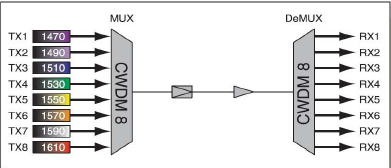 MUX DeMUX
TX1 1470 RX1
TX2 1490 RX2
TX3 1510 RX3
TX4 1530 RX4
TX5 1550 RX5
TX6 1570 RX6
TX7 1590 RX7
TX8 1610 RX8
CWDM 8
CWDM 8